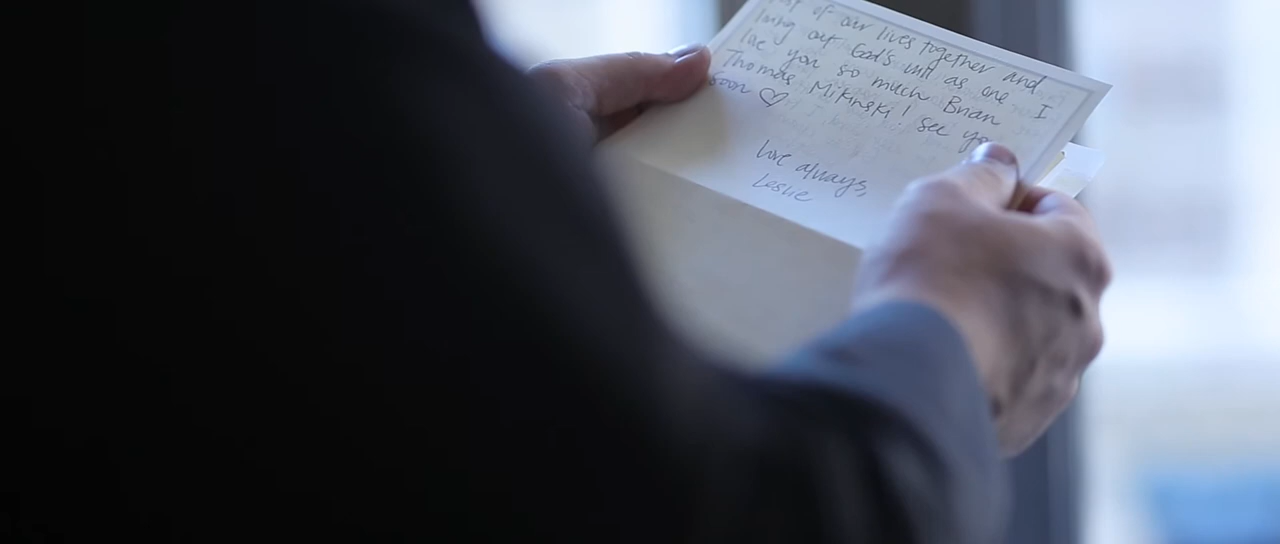 of our lives together and
living out God's will as one I
love you so much Brian
Thomas Mikinski! see you
soon ♡
Love always,
Leslie